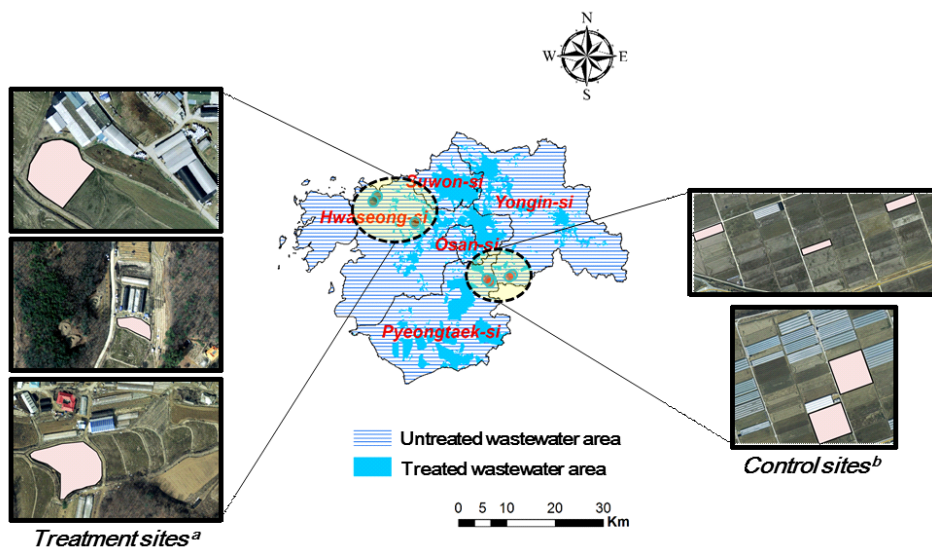 N
W E
S
Suwon-si
Yongin-si
Hwaseong-si
Osan-si
Pyeongtaek-si
Untreated wastewater area
Treated wastewater area
Control sites b
0 5 10 20 30
Km
Treatment sites a